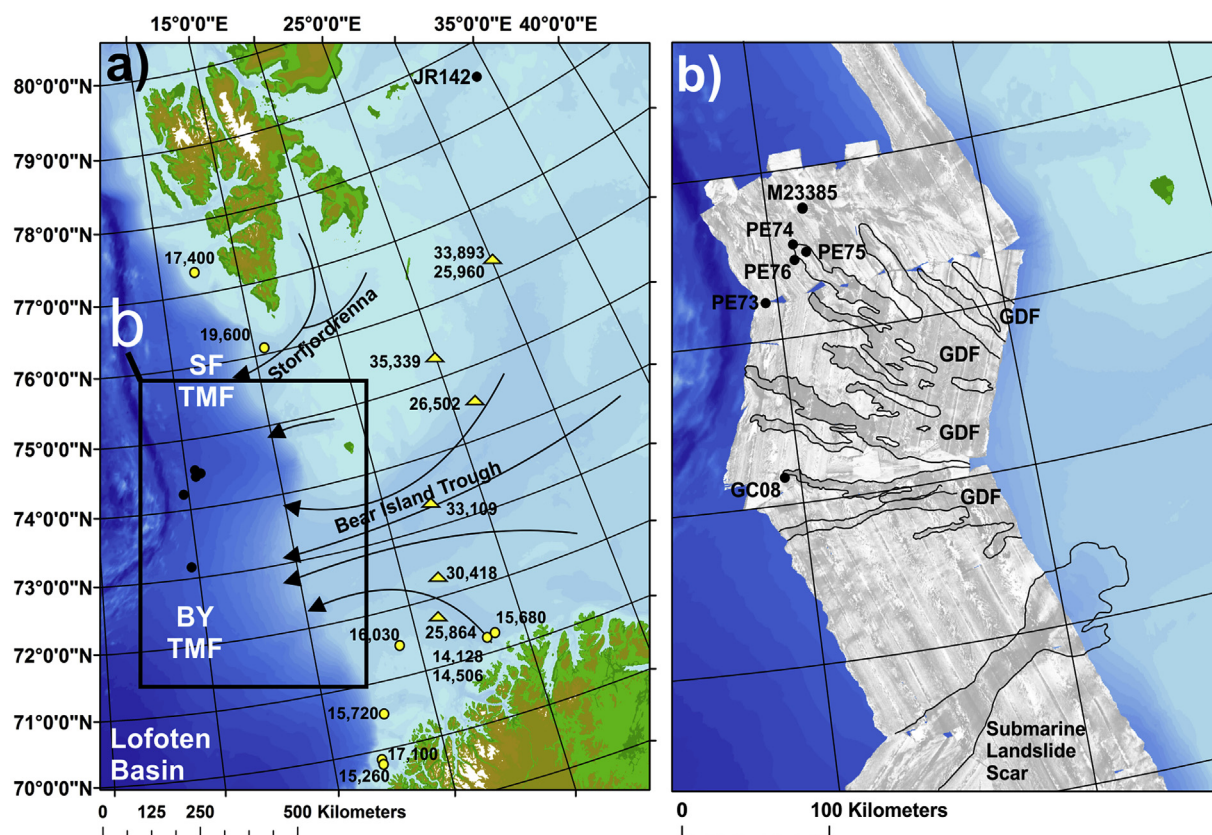 15°0'0"E
25°0'0"E
35°0'0"E
40°0'0"E
a)
80°0'0"N
79°0'0"N
78°0'0"N
77°0'0"N
76°0'0"N
75°0'0"N
74°0'0"N
73°0'0"N
72°0'0"N
71°0'0"N
70°0'0"N
JR142
17,400
33,893
25,960
b
19,600
Storfjordrenna
35,339
SF
TMF
26,502
Bear Island Trough
33,109
30,418
BY
TMF
16,030
25,864
15,680
14,128
14,506
15,720
Lofoten
Basin
17,100
15,260
0 125 250 500 Kilometers
b)
M23385
PE74
PE75
PE76
PE73
GDF
GDF
GDF
GC08
GDF
Submarine
Landslide
Scar
0 100 Kilometers